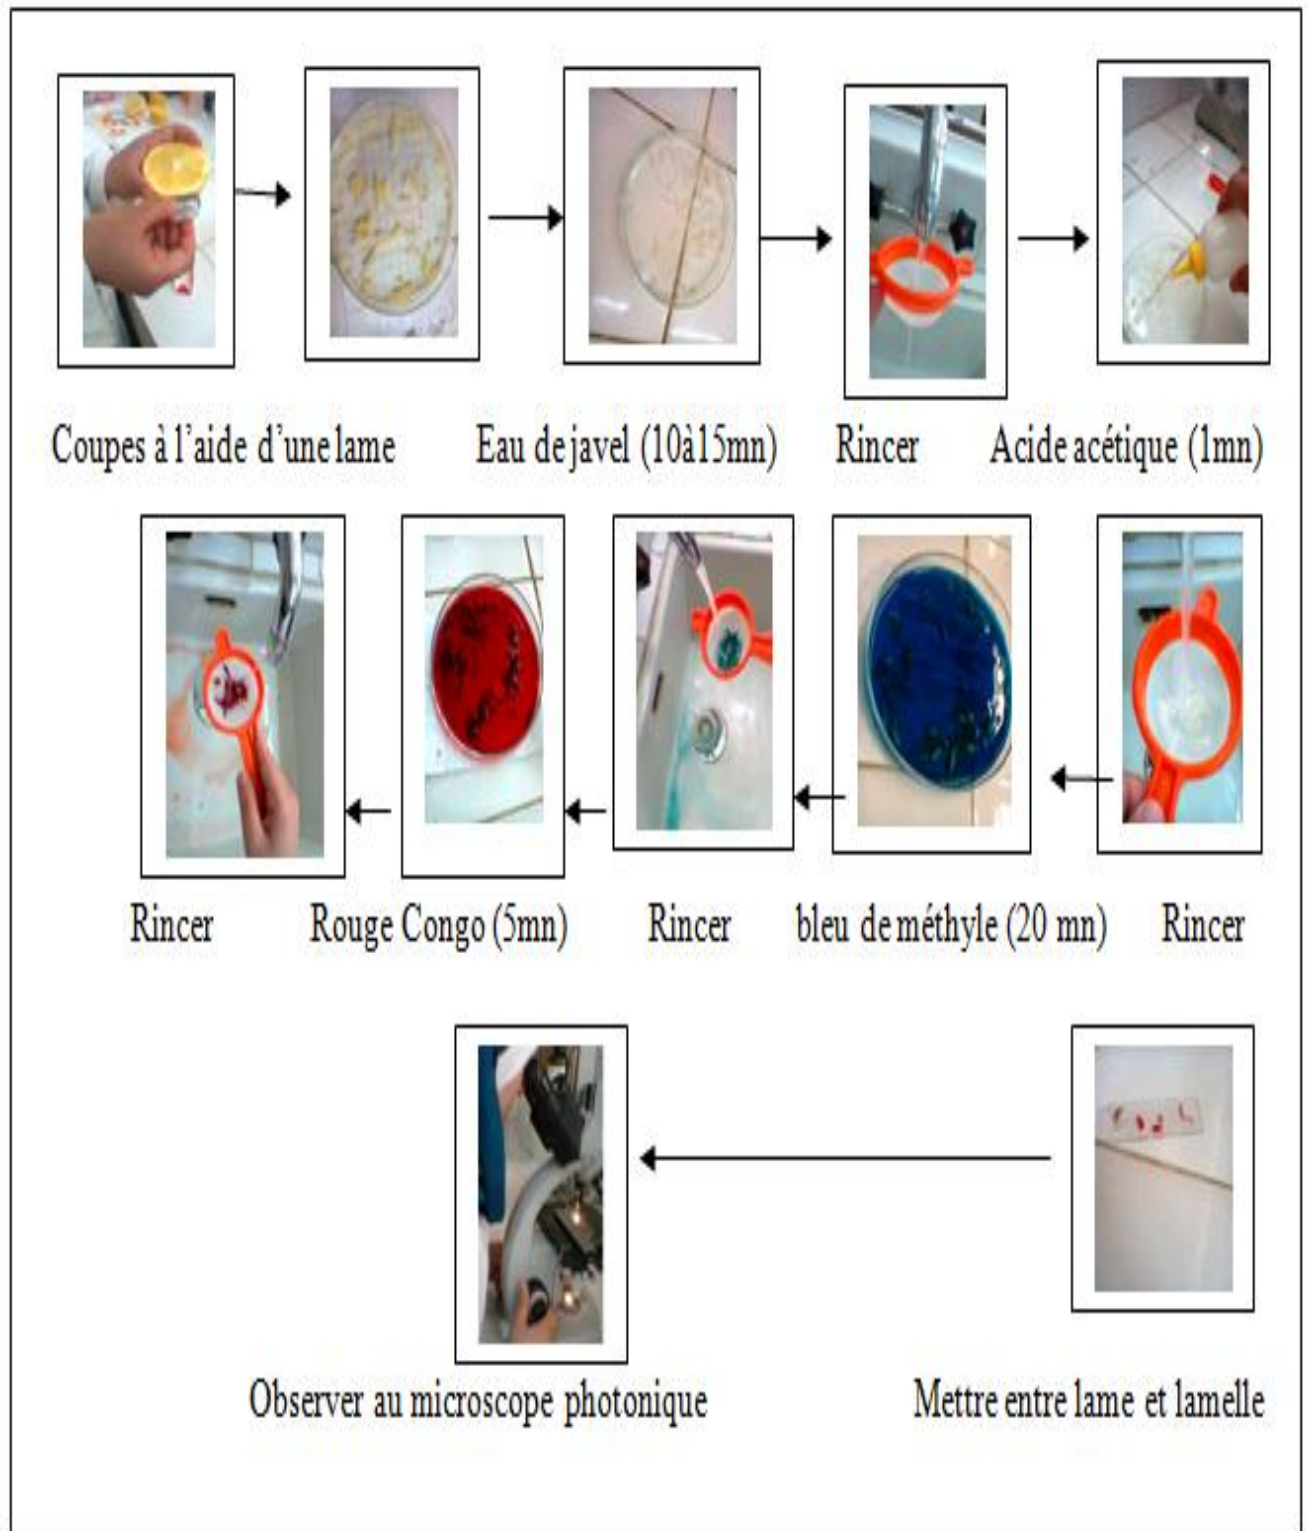 Coupes à l'aide d'une lame Eau de javel (10à15mn) Rincer Acide acétique (1mn)
Rincer Rouge Congo (5mn) Rincer bleu de méthyle (20 mn) Rincer
Observer au microscope photonique Mettre entre lame et lamelle